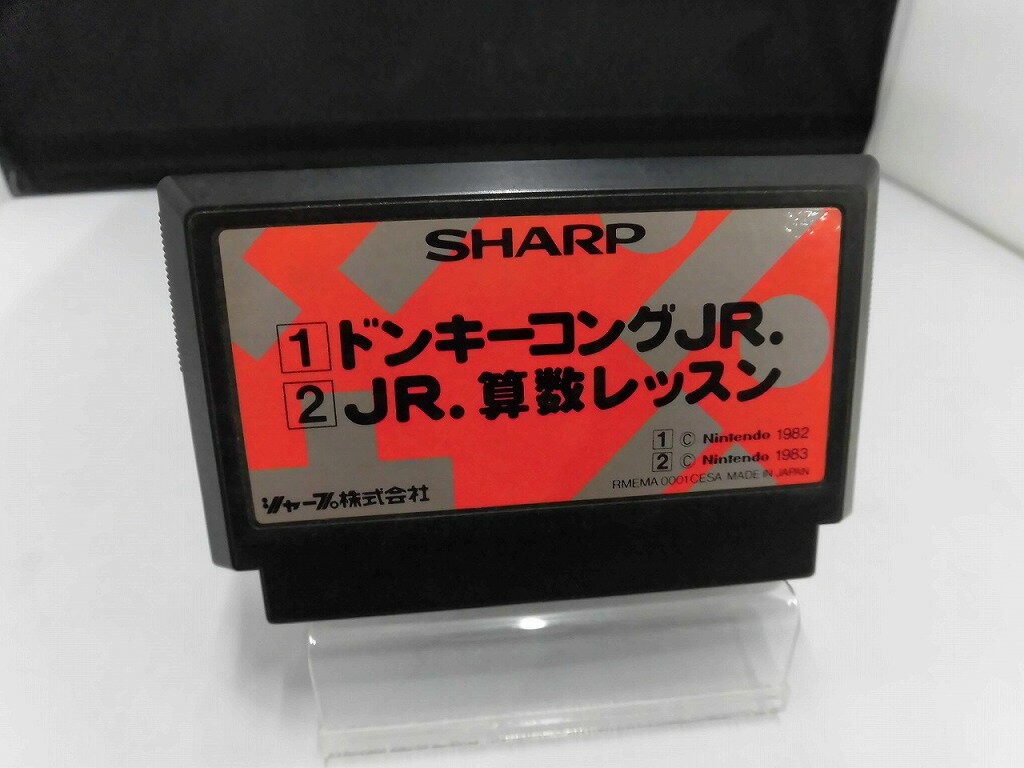 SHARP
1 ドンキーコングJR.
2 JR.算数レッスン
1 © Nintendo 1982
2 © Nintendo 1983
RMEMA 0001CESA MADE IN JAPAN
シャープ株式会社